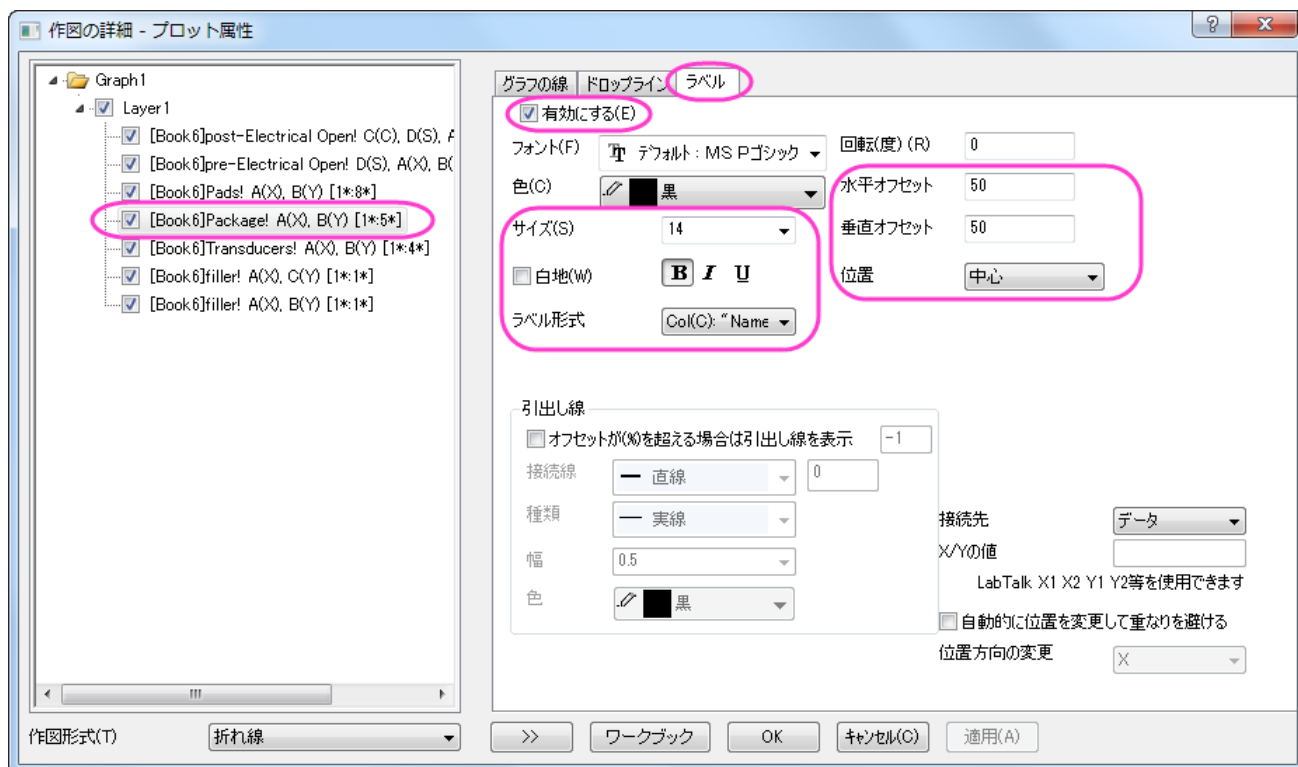 作図の詳細 - プロット属性
Graph1
Layer1
[Book6]post-Electrical Open! C(C), D(S), A
[Book6]pre-Electrical Open! D(S), A(X), B(
[Book6]Pads! A(X), B(Y) [1*:8*]
[Book6]Package! A(X), B(Y) [1*:5*]
[Book6]Transducers! A(X), B(Y) [1*:4*]
[Book6]filler! A(X), C(Y) [1*:1*]
[Book6]filler! A(X), B(Y) [1*:1*]
グラフの線 ドロップライン ラベル
有効にする(E)
フォント(F) デフォルト : MS Pゴシック 回転(度) (R) 0
色(C) 黒 水平オフセット 50
サイズ(S) 14 垂直オフセット 50
白地(W) B I U 位置 中心
ラベル形式 Col(C): "Name
引出し線
オフセットが(%)を超える場合は引出し線を表示 -1
接続線 直線 0
種類 実線
幅 0.5
色 黒
接続先 データ
X/Yの値
LabTalk X1 X2 Y1 Y2等を使用できます
自動的に位置を変更して重なりを避ける
位置方向の変更 X
作図形式(T) 折れ線 >> ワークブック OK キャンセル(C) 適用(A)